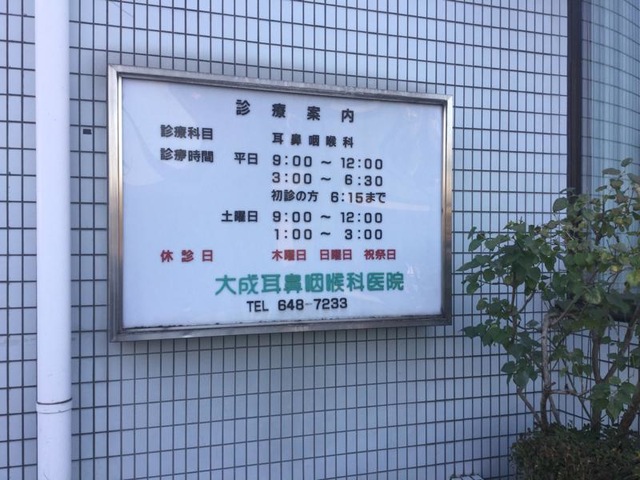 診療案内
診療科目 耳鼻咽喉科
診療時間 平日 9:00～12:00
3:00～6:30
初診の方 6:15まで
土曜日 9:00～12:00
1:00～3:00
休診日 木曜日 日曜日 祝祭日
大成耳鼻咽喉科医院
TEL 648-7233